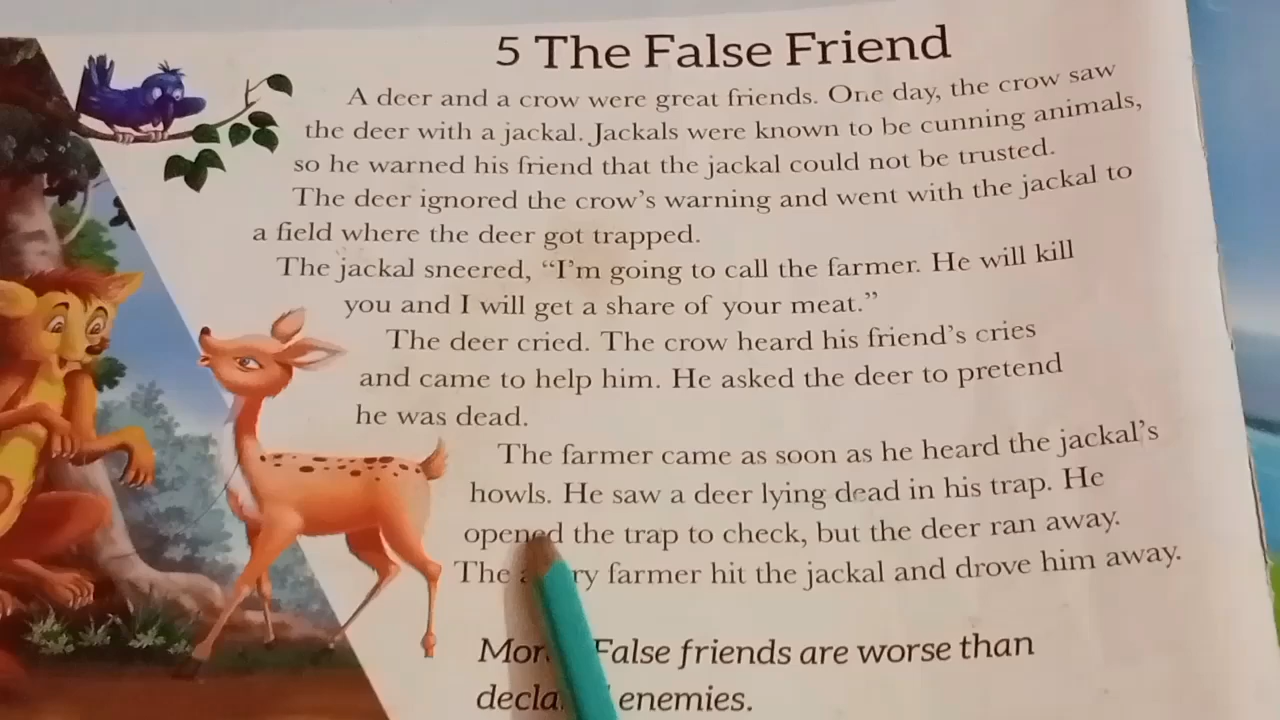 5 The False Friend
A deer and a crow were great friends. One day, the crow saw
the deer with a jackal. Jackals were known to be cunning animals,
so he warned his friend that the jackal could not be trusted.
The deer ignored the crow's warning and went with the jackal to
a field where the deer got trapped.
The jackal sneered, “I'm going to call the farmer. He will kill
you and I will get a share of your meat.”
The deer cried. The crow heard his friend's cries
and came to help him. He asked the deer to pretend
he was dead.
The farmer came as soon as he heard the jackal's
howls. He saw a deer lying dead in his trap. He
opened the trap to check, but the deer ran away.
The farmer hit the jackal and drove him away.
False friends are worse than
enemies.